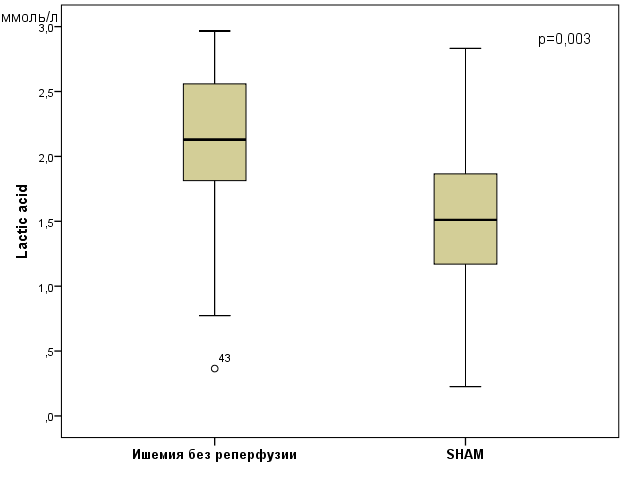 ммоль/л
3,0
p=0,003
2,5
2,0
Lactic acid
1,5
1,0
,5
43
,0
Ишемия без реперфузии
SHAM